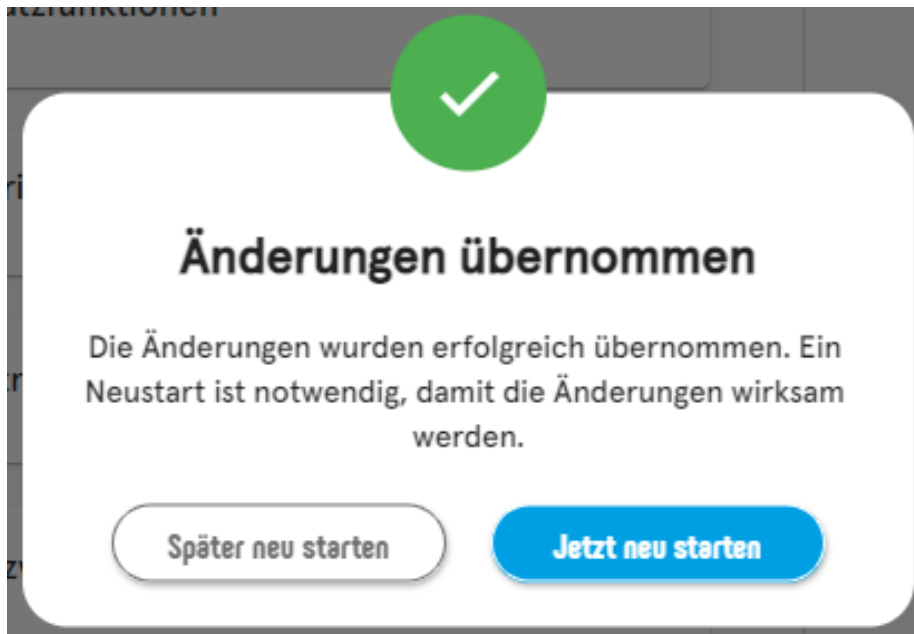 Änderungen übernommen
Die Änderungen wurden erfolgreich übernommen. Ein
Neustart ist notwendig, damit die Änderungen wirksam
werden.
Später neu starten
Jetzt neu starten